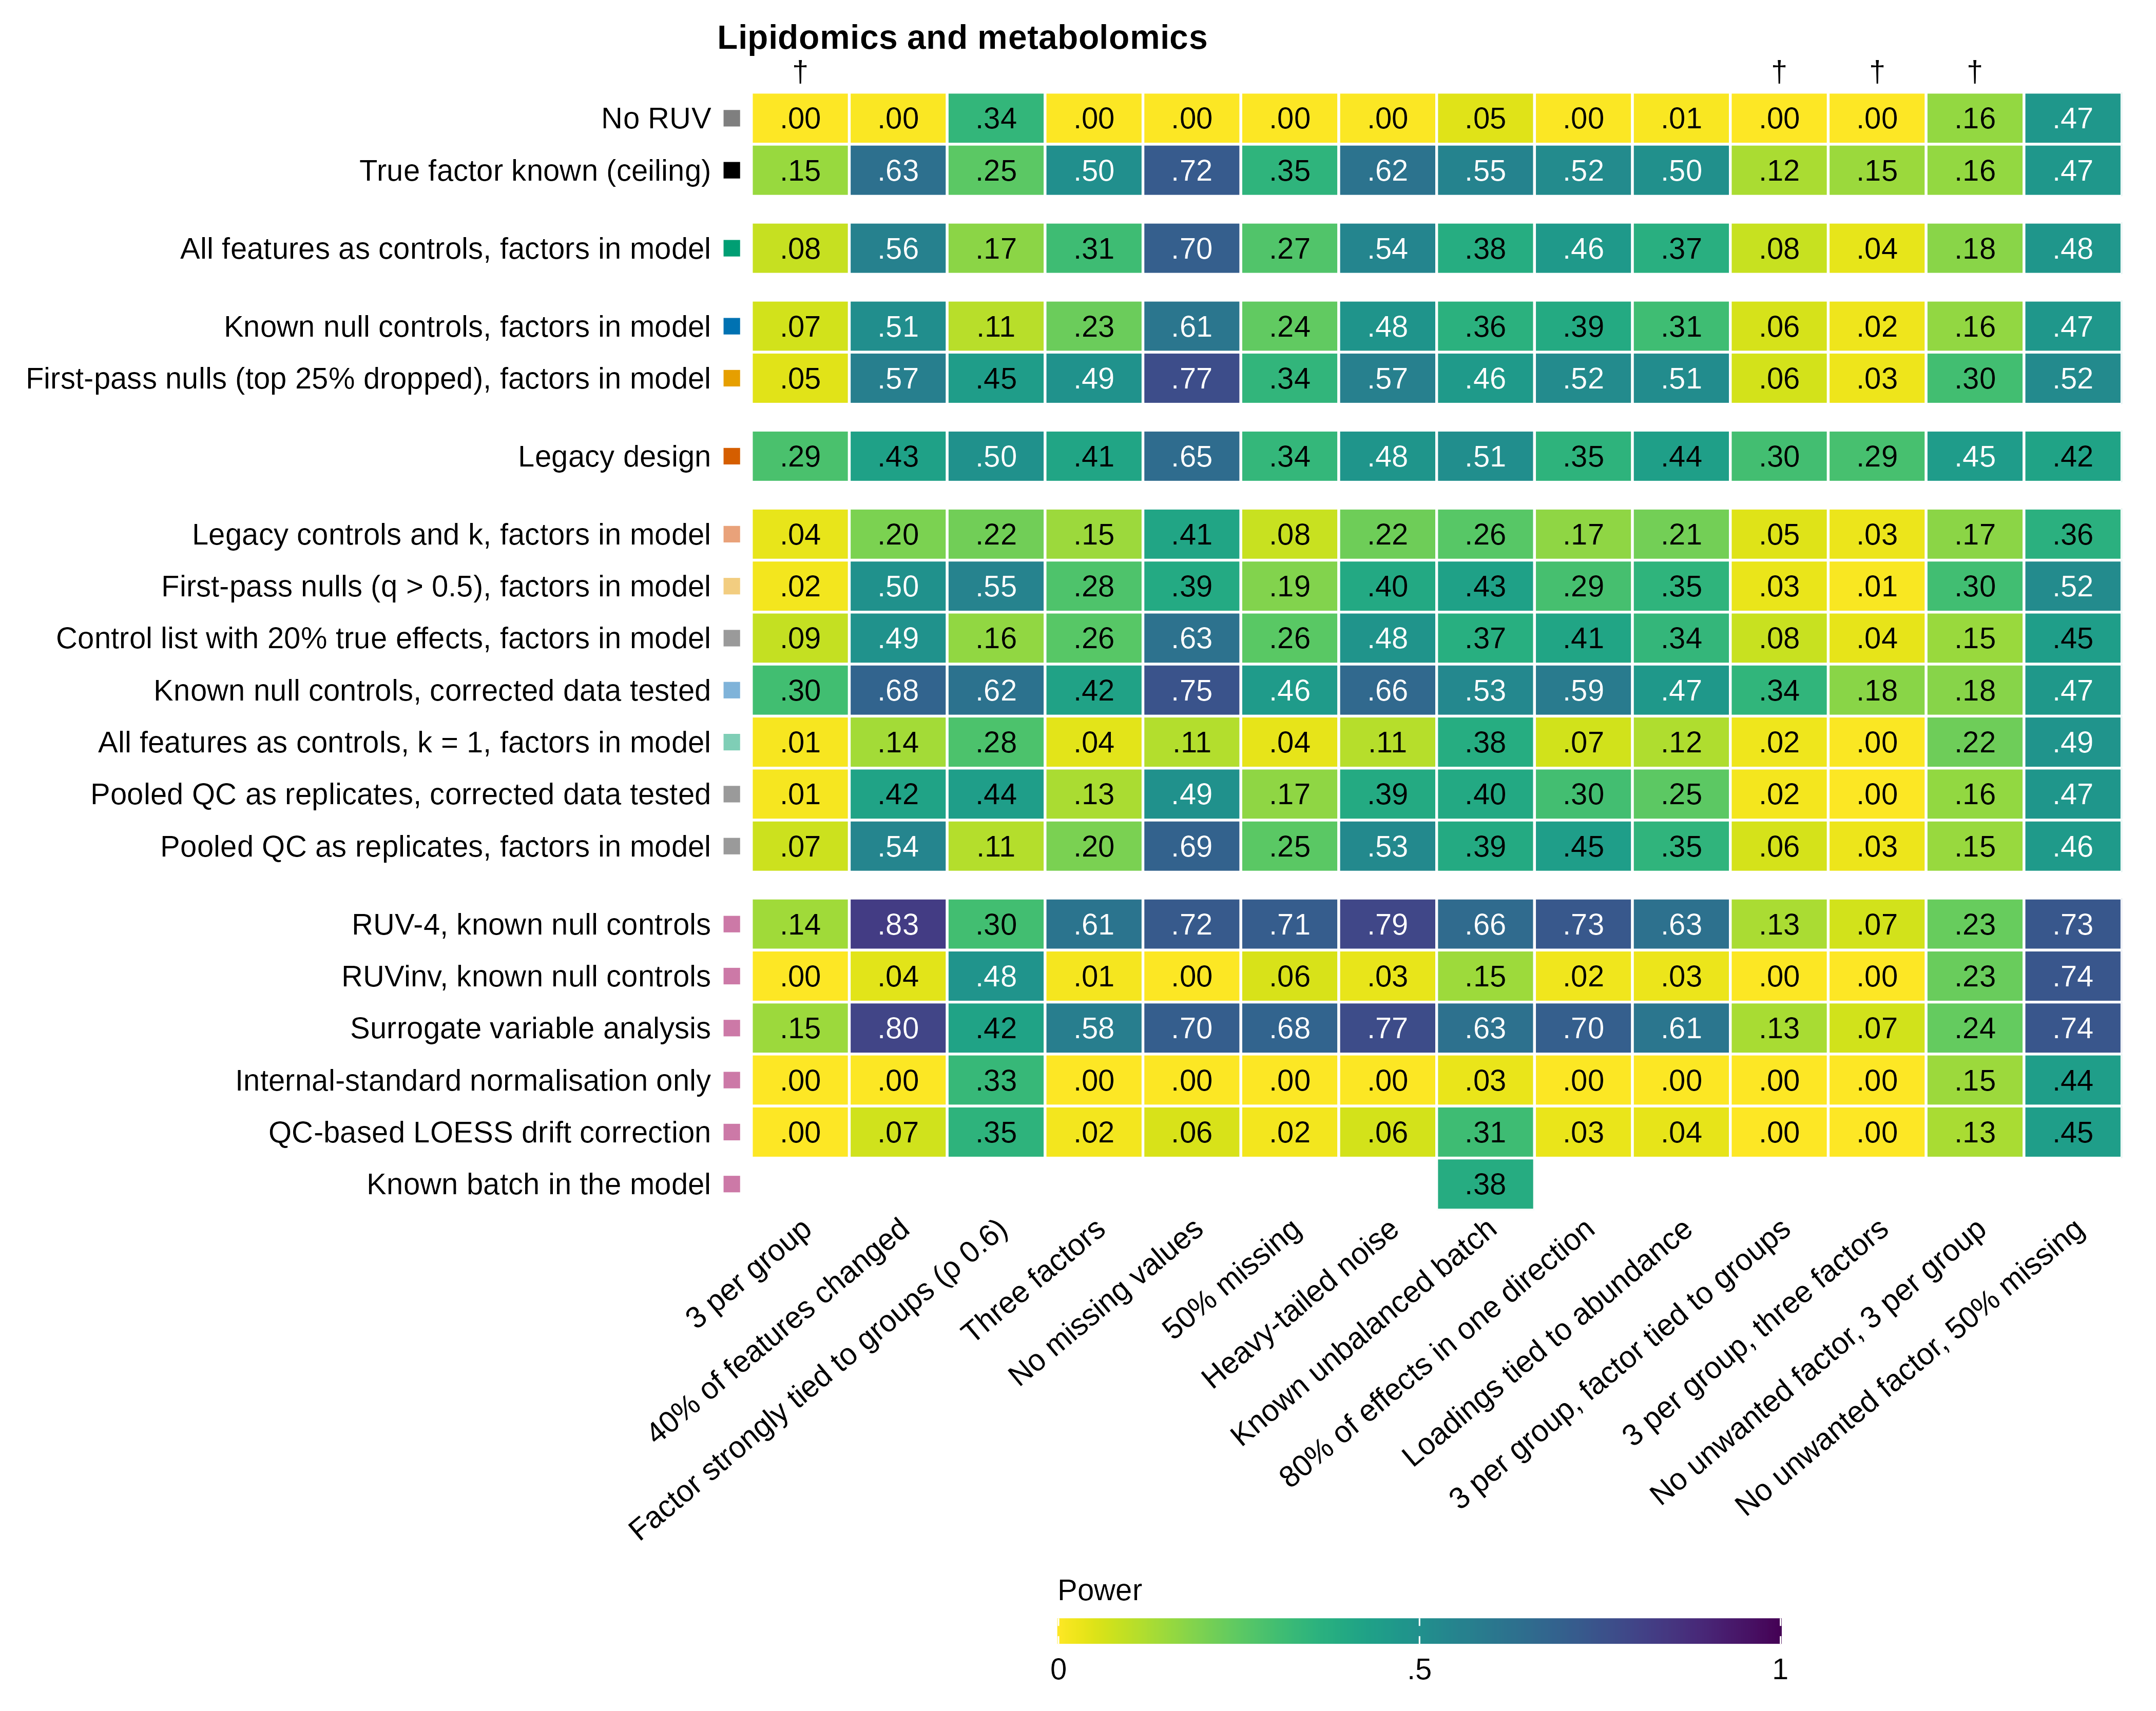 Lipidomics and metabolomics
† † † †
No RUV .00 .00 .34 .00 .00 .00 .00 .05 .00 .01 .00 .00 .16 .47
True factor known (ceiling) .15 .63 .25 .50 .72 .35 .62 .55 .52 .50 .12 .15 .16 .47
All features as controls, factors in model .08 .56 .17 .31 .70 .27 .54 .38 .46 .37 .08 .04 .18 .48
Known null controls, factors in model .07 .51 .11 .23 .61 .24 .48 .36 .39 .31 .06 .02 .16 .47
First-pass nulls (top 25% dropped), factors in model .05 .57 .45 .49 .77 .34 .57 .46 .52 .51 .06 .03 .30 .52
Legacy design .29 .43 .50 .41 .65 .34 .48 .51 .35 .44 .30 .29 .45 .42
Legacy controls and k, factors in model .04 .20 .22 .15 .41 .08 .22 .26 .17 .21 .05 .03 .17 .36
First-pass nulls (q > 0.5), factors in model .02 .50 .55 .28 .39 .19 .40 .43 .29 .35 .03 .01 .30 .52
Control list with 20% true effects, factors in model .09 .49 .16 .26 .63 .26 .48 .37 .41 .34 .08 .04 .15 .45
Known null controls, corrected data tested .30 .68 .62 .42 .75 .46 .66 .53 .59 .47 .34 .18 .18 .47
All features as controls, k = 1, factors in model .01 .14 .28 .04 .11 .04 .11 .38 .07 .12 .02 .00 .22 .49
Pooled QC as replicates, corrected data tested .01 .42 .44 .13 .49 .17 .39 .40 .30 .25 .02 .00 .16 .47
Pooled QC as replicates, factors in model .07 .54 .11 .20 .69 .25 .53 .39 .45 .35 .06 .03 .15 .46
RUV-4, known null controls .14 .83 .30 .61 .72 .71 .79 .66 .73 .63 .13 .07 .23 .73
RUVinv, known null controls .00 .04 .48 .01 .00 .06 .03 .15 .02 .03 .00 .00 .23 .74
Surrogate variable analysis .15 .80 .42 .58 .70 .68 .77 .63 .70 .61 .13 .07 .24 .74
Internal-standard normalisation only .00 .00 .33 .00 .00 .00 .00 .03 .00 .00 .00 .00 .15 .44
QC-based LOESS drift correction .00 .07 .35 .02 .06 .02 .06 .31 .03 .04 .00 .00 .13 .45
Known batch in the model .38
3 per group
40% of features changed
Factor strongly tied to groups (ρ 0.6)
Three factors
No missing values
50% missing
Heavy-tailed noise
Known unbalanced batch
80% of effects in one direction
Loadings tied to abundance
3 per group, factor tied to groups
3 per group, three factors
No unwanted factor, 3 per group
No unwanted factor, 50% missing
Power
0 .5 1